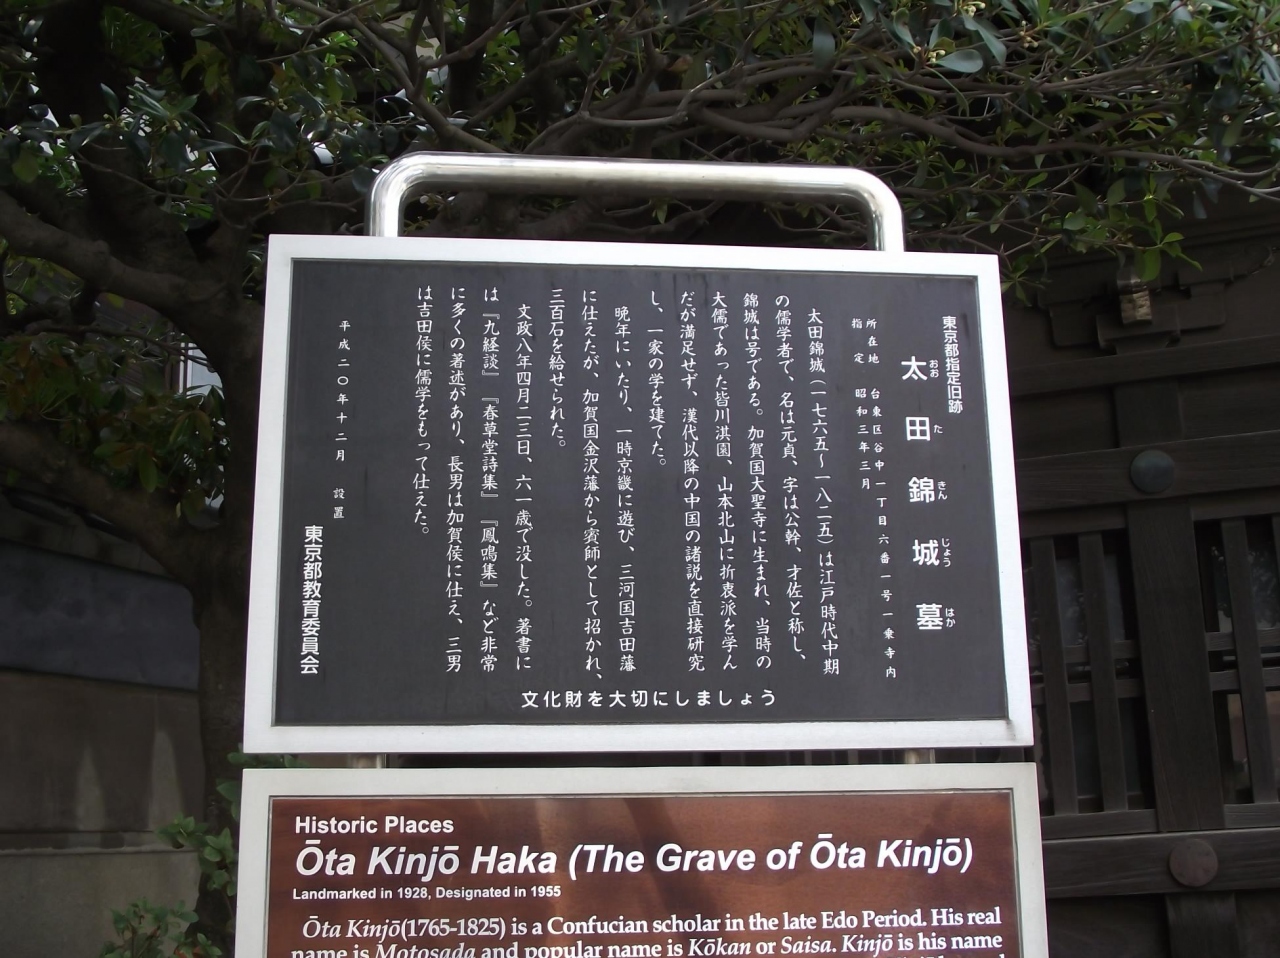 東京都指定旧跡
太田錦城墓
おおたきんじょうはか
所在地 台東区谷中一丁目六番一号一乗寺内
指定 昭和三年三月
太田錦城(一七六五〜一八二五)は江戸時代中期
の儒学者で、名は元貞、字は公幹、才佐と称し、
錦城は号である。加賀国大聖寺に生まれ、当時の
大儒であった皆川淇園、山本北山に折衷派を学ん
だが満足せず、漢代以降の中国の諸説を直接研究
し、一家の学を建てた。
晩年にいたり、一時京畿に遊び、三河国吉田藩
に仕えたが、加賀国金沢藩から賓師として招かれ、
三百石を給せられた。
文政八年四月二三日、六一歳で没した。著書に
は『九経談』『春草堂詩集』『鳳鳴集』など非常
に多くの著述があり、長男は加賀侯に仕え、三男
は吉田侯に儒学をもって仕えた。
平成二〇年十二月 設置
東京都教育委員会
文化財を大切にしましょう
Historic Places
Ōta Kinjō Haka (The Grave of Ōta Kinjō)
Landmarked in 1928, Designated in 1955
Ōta Kinjō(1765-1825) is a Confucian scholar in the late Edo Period. His real
name is Motosada and popular name is Kōkan or Saisa. Kinjō is his name